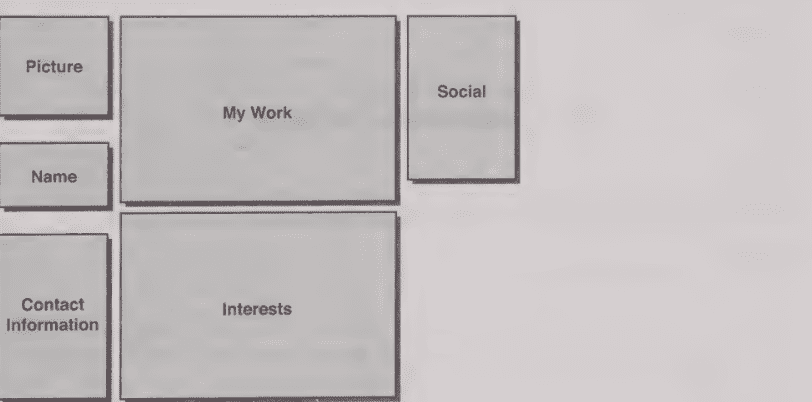 Picture
My Work
Social
Name
Contact
Information
Interests